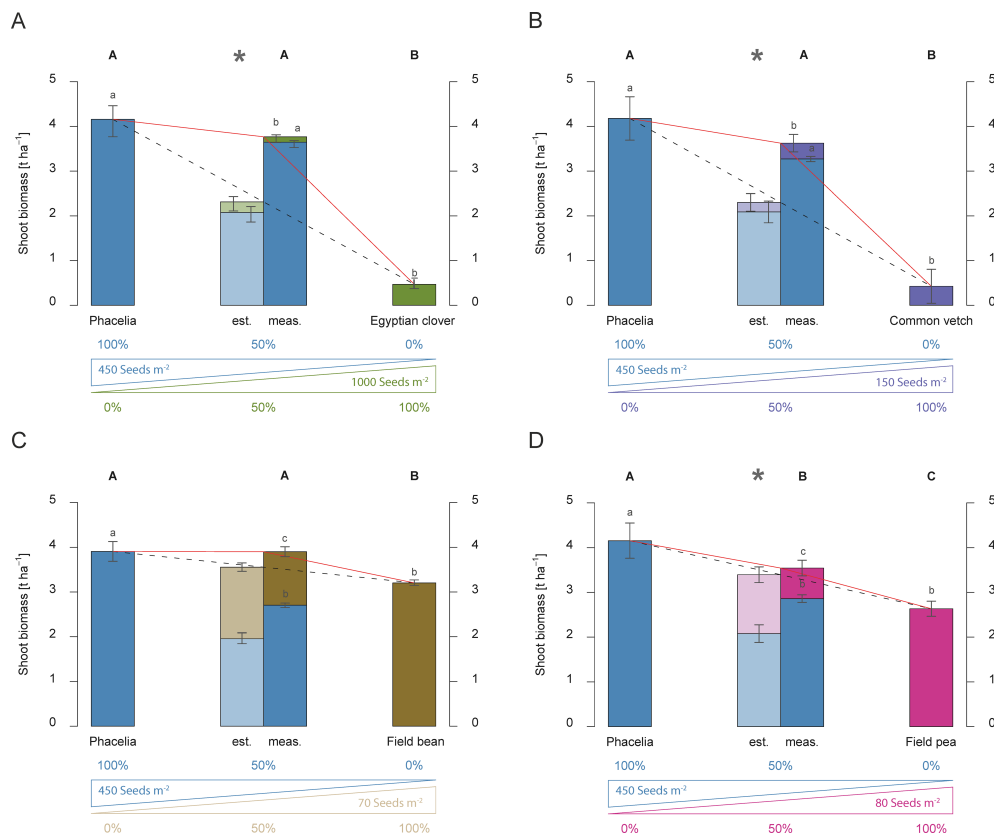 A
A * A B
Shoot biomass [t ha⁻¹]
5 5
a
b a
4 4
3 3
2 2
1 1
b
0 0
Phacelia est. meas. Egyptian clover
100% 50% 0%
450 Seeds m⁻²
1000 Seeds m⁻²
0% 50% 100%
B
A * A B
Shoot biomass [t ha⁻¹]
5 5
a
b
a
4 4
3 3
2 2
1 1
b
0 0
Phacelia est. meas. Common vetch
100% 50% 0%
450 Seeds m⁻²
150 Seeds m⁻²
0% 50% 100%
C
A A B
Shoot biomass [t ha⁻¹]
5 5
a c
4 4
b
3 3
b
2 2
1 1
0 0
Phacelia est. meas. Field bean
100% 50% 0%
450 Seeds m⁻²
70 Seeds m⁻²
0% 50% 100%
D
A * B C
Shoot biomass [t ha⁻¹]
5 5
a
4 4
c
b
3 3
b
2 2
1 1
0 0
Phacelia est. meas. Field pea
100% 50% 0%
450 Seeds m⁻²
80 Seeds m⁻²
0% 50% 100%